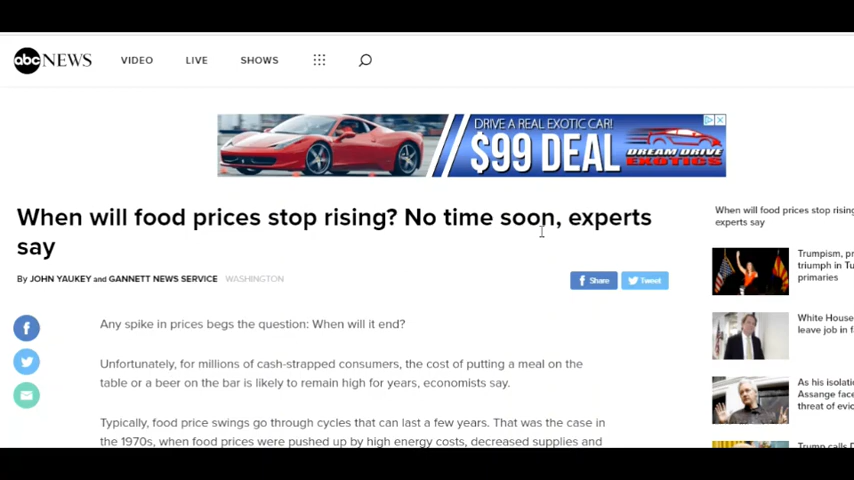 abc NEWS VIDEO LIVE SHOWS
DRIVE A REAL EXOTIC CAR!
$99 DEAL
DREAM DRIVE
EXOTICS
When will food prices stop rising? No time soon, experts
say
By JOHN YAUKEY and GANNETT NEWS SERVICE WASHINGTON
Share Tweet
Any spike in prices begs the question: When will it end?
Unfortunately, for millions of cash-strapped consumers, the cost of putting a meal on the
table or a beer on the bar is likely to remain high for years, economists say.
Typically, food price swings go through cycles that can last a few years. That was the case in
the 1970s, when food prices were pushed up by high energy costs, decreased supplies and
When will food prices stop rising
experts say
Trumpism, pr
triumph in Tu
primaries
White House
leave job in f
As his isolatio
Assange face
threat of evic
Trump calls D